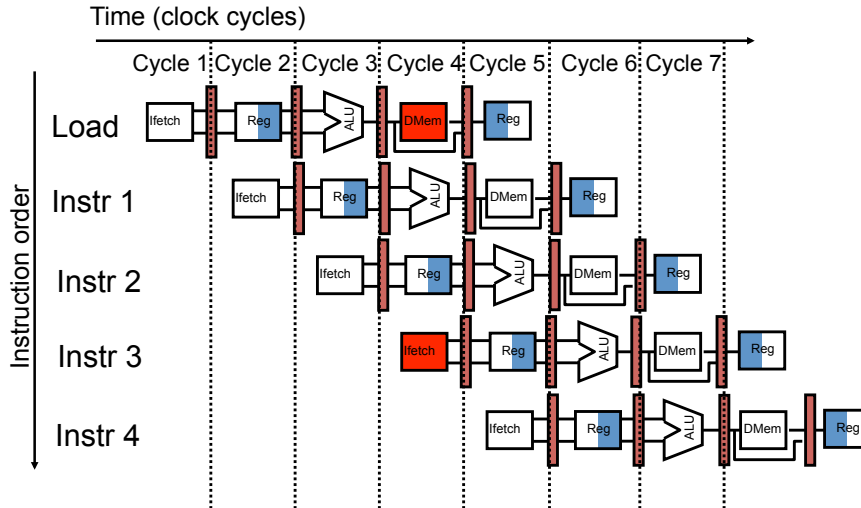 Time (clock cycles)
Cycle 1 Cycle 2 Cycle 3 Cycle 4 Cycle 5 Cycle 6 Cycle 7
Instruction order
Load Ifetch Reg ALU DMem Reg
Instr 1 Ifetch Reg ALU DMem Reg
Instr 2 Ifetch Reg ALU DMem Reg
Instr 3 Ifetch Reg ALU DMem Reg
Instr 4 Ifetch Reg ALU DMem Reg